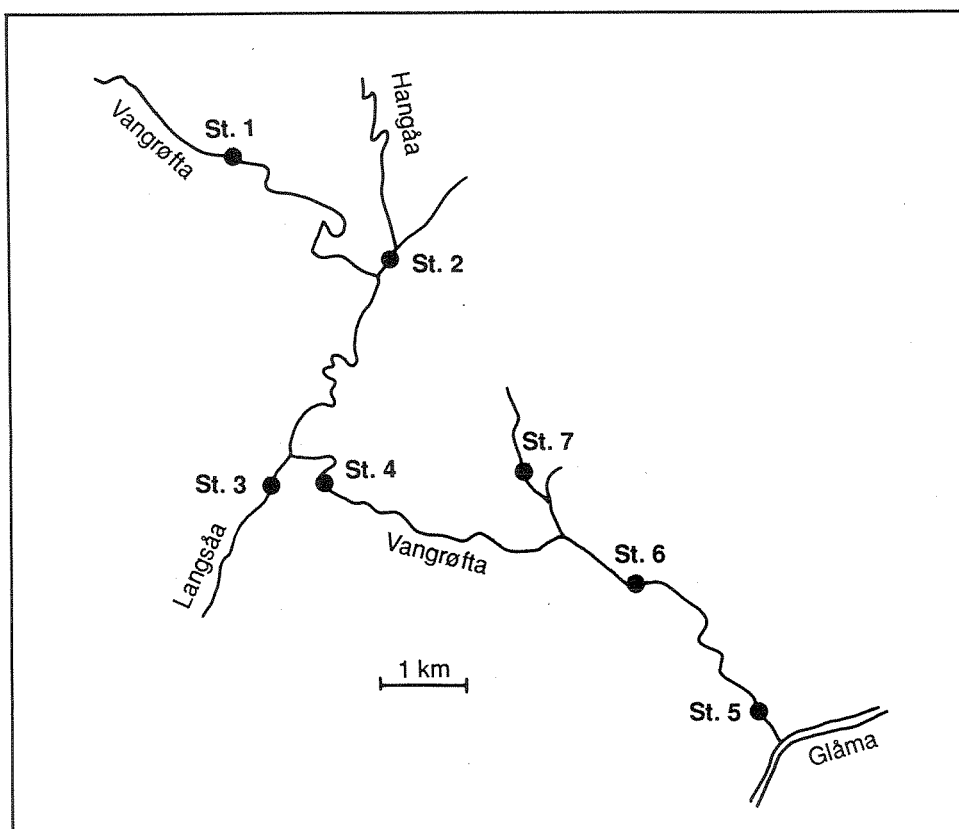 Hangåa
Vangrøfta
St. 1
St. 2
St. 7
St. 3
St. 4
Vangrøfta
St. 6
Langsåa
1 km
St. 5
Glåma